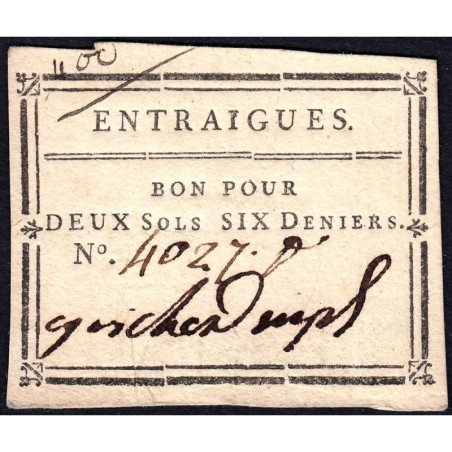 ENTRAIGUES.
BON POUR
DEUX SOLS SIX DENIERS.
No. 4027.